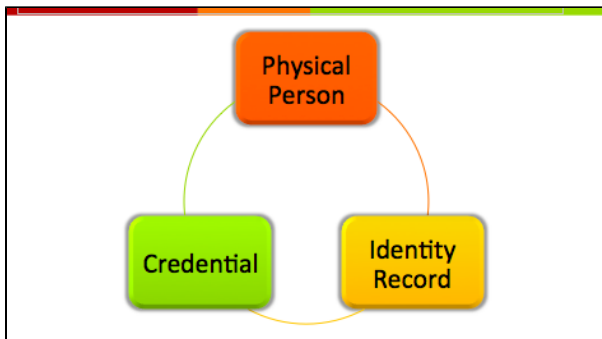 Physical
Person
Credential
Identity
Record